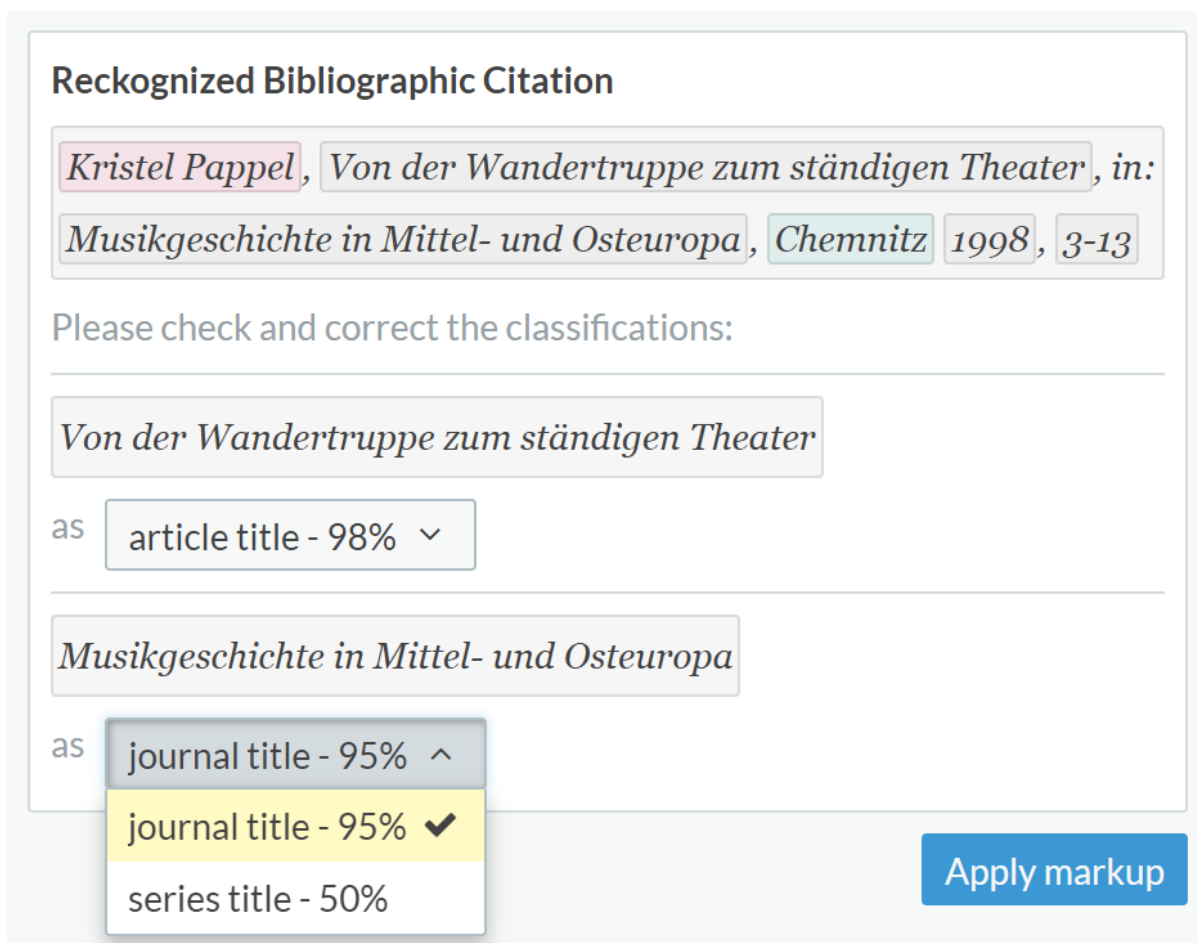 Reckognized Bibliographic Citation
Kristel Pappel, Von der Wandertruppe zum ständigen Theater, in:
Musikgeschichte in Mittel- und Osteuropa, Chemnitz 1998, 3-13
Please check and correct the classifications:
Von der Wandertruppe zum ständigen Theater
as article title - 98%
Musikgeschichte in Mittel- und Osteuropa
as journal title - 95%
journal title - 95%
Apply markup
series title - 50%